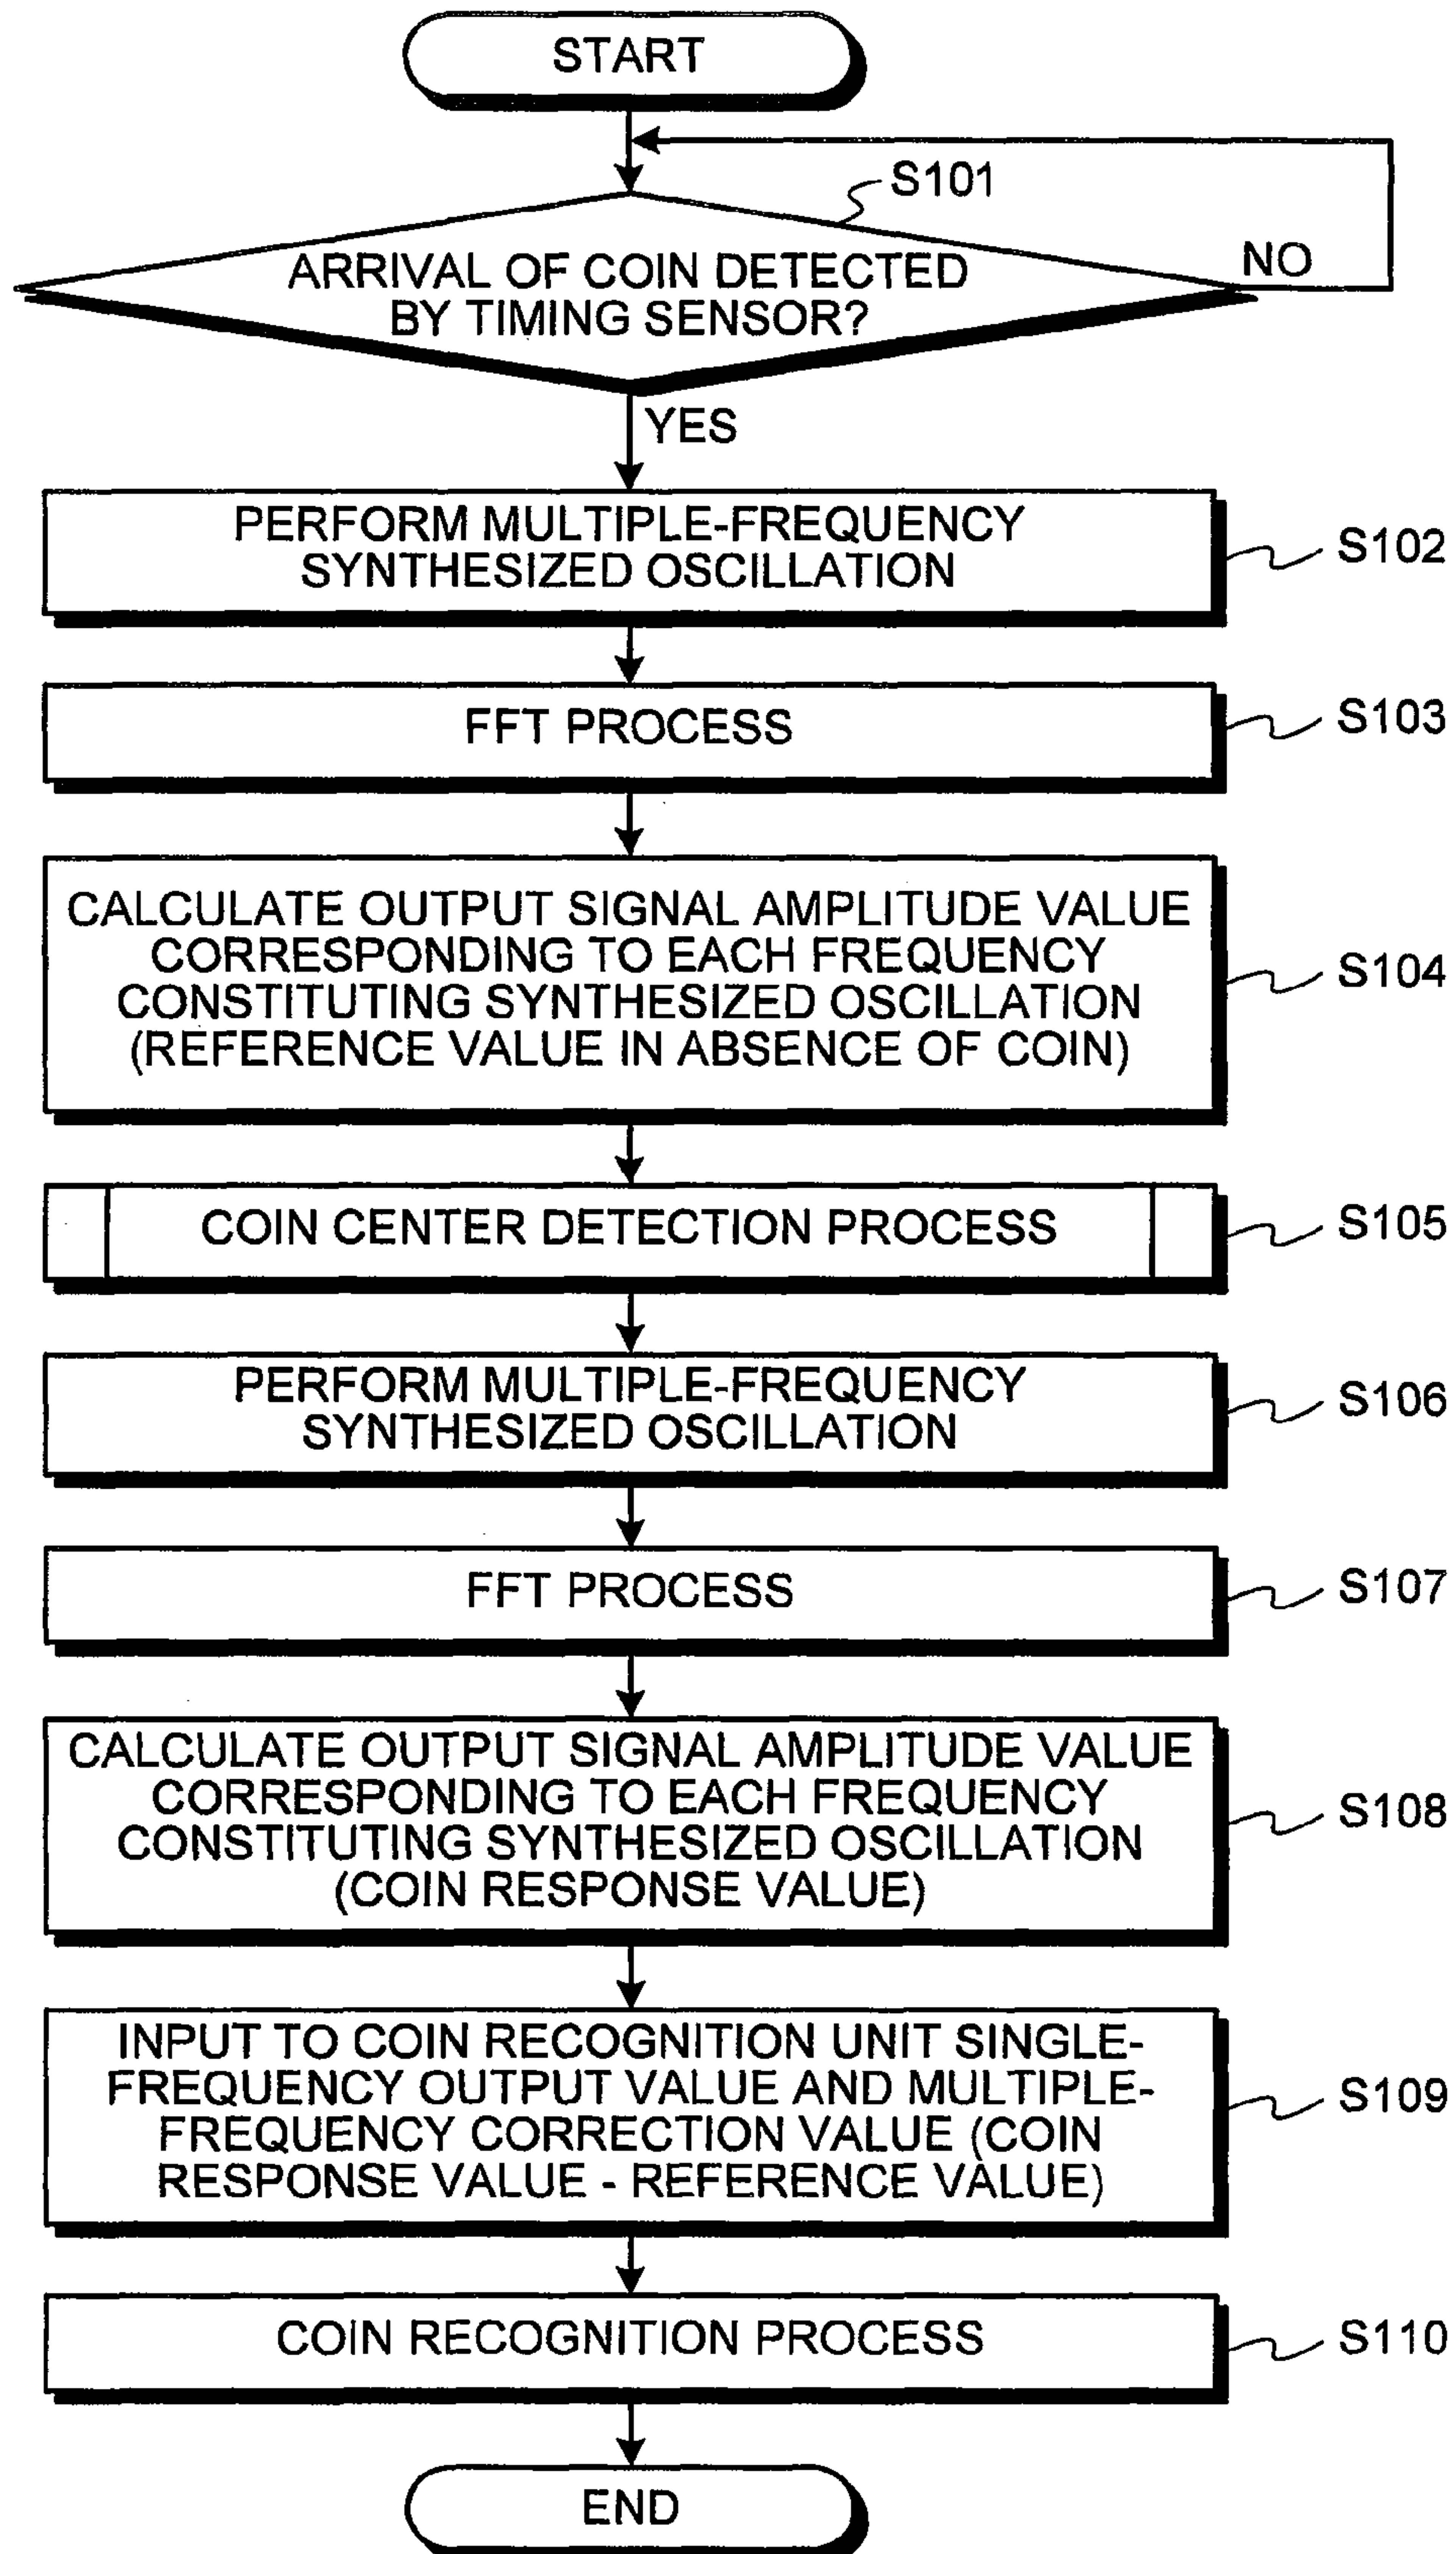 START
S101
ARRIVAL OF COIN DETECTED
BY TIMING SENSOR?
NO
YES
PERFORM MULTIPLE-FREQUENCY
SYNTHESIZED OSCILLATION
S102
FFT PROCESS
S103
CALCULATE OUTPUT SIGNAL AMPLITUDE VALUE
CORRESPONDING TO EACH FREQUENCY
CONSTITUTING SYNTHESIZED OSCILLATION
(REFERENCE VALUE IN ABSENCE OF COIN)
S104
COIN CENTER DETECTION PROCESS
S105
PERFORM MULTIPLE-FREQUENCY
SYNTHESIZED OSCILLATION
S106
FFT PROCESS
S107
CALCULATE OUTPUT SIGNAL AMPLITUDE VALUE
CORRESPONDING TO EACH FREQUENCY
CONSTITUTING SYNTHESIZED OSCILLATION
(COIN RESPONSE VALUE)
S108
INPUT TO COIN RECOGNITION UNIT SINGLE-
FREQUENCY OUTPUT VALUE AND MULTIPLE-
FREQUENCY CORRECTION VALUE (COIN
RESPONSE VALUE - REFERENCE VALUE)
S109
COIN RECOGNITION PROCESS
S110
END